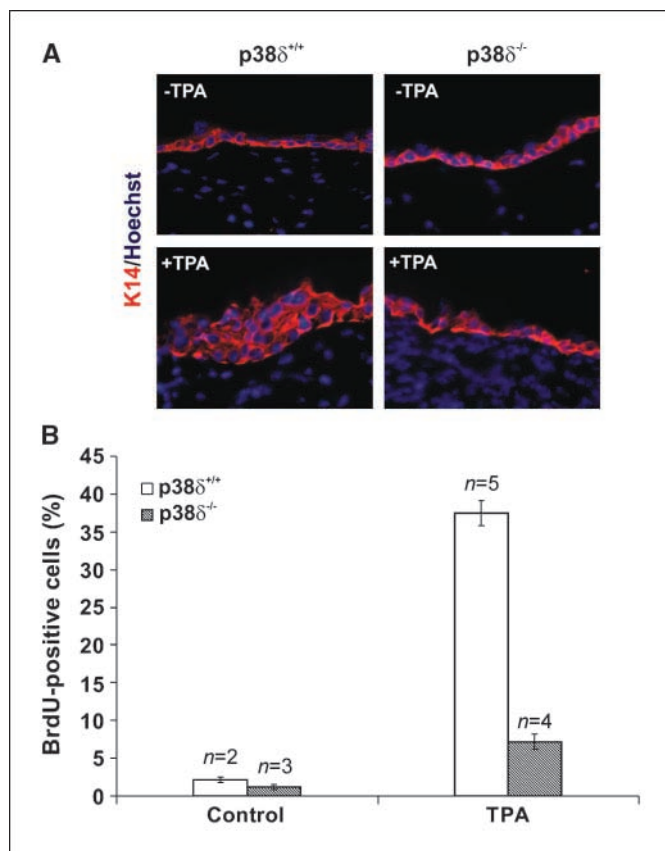 A
p38δ+/+
p38δ-/-
-TPA
-TPA
K14/Hoechst
+TPA
+TPA
B
BrdU-positive cells (%)
45
40
35
30
25
20
15
10
5
0
p38δ+/+
p38δ-/-
n=2
n=3
n=5
n=4
Control
TPA